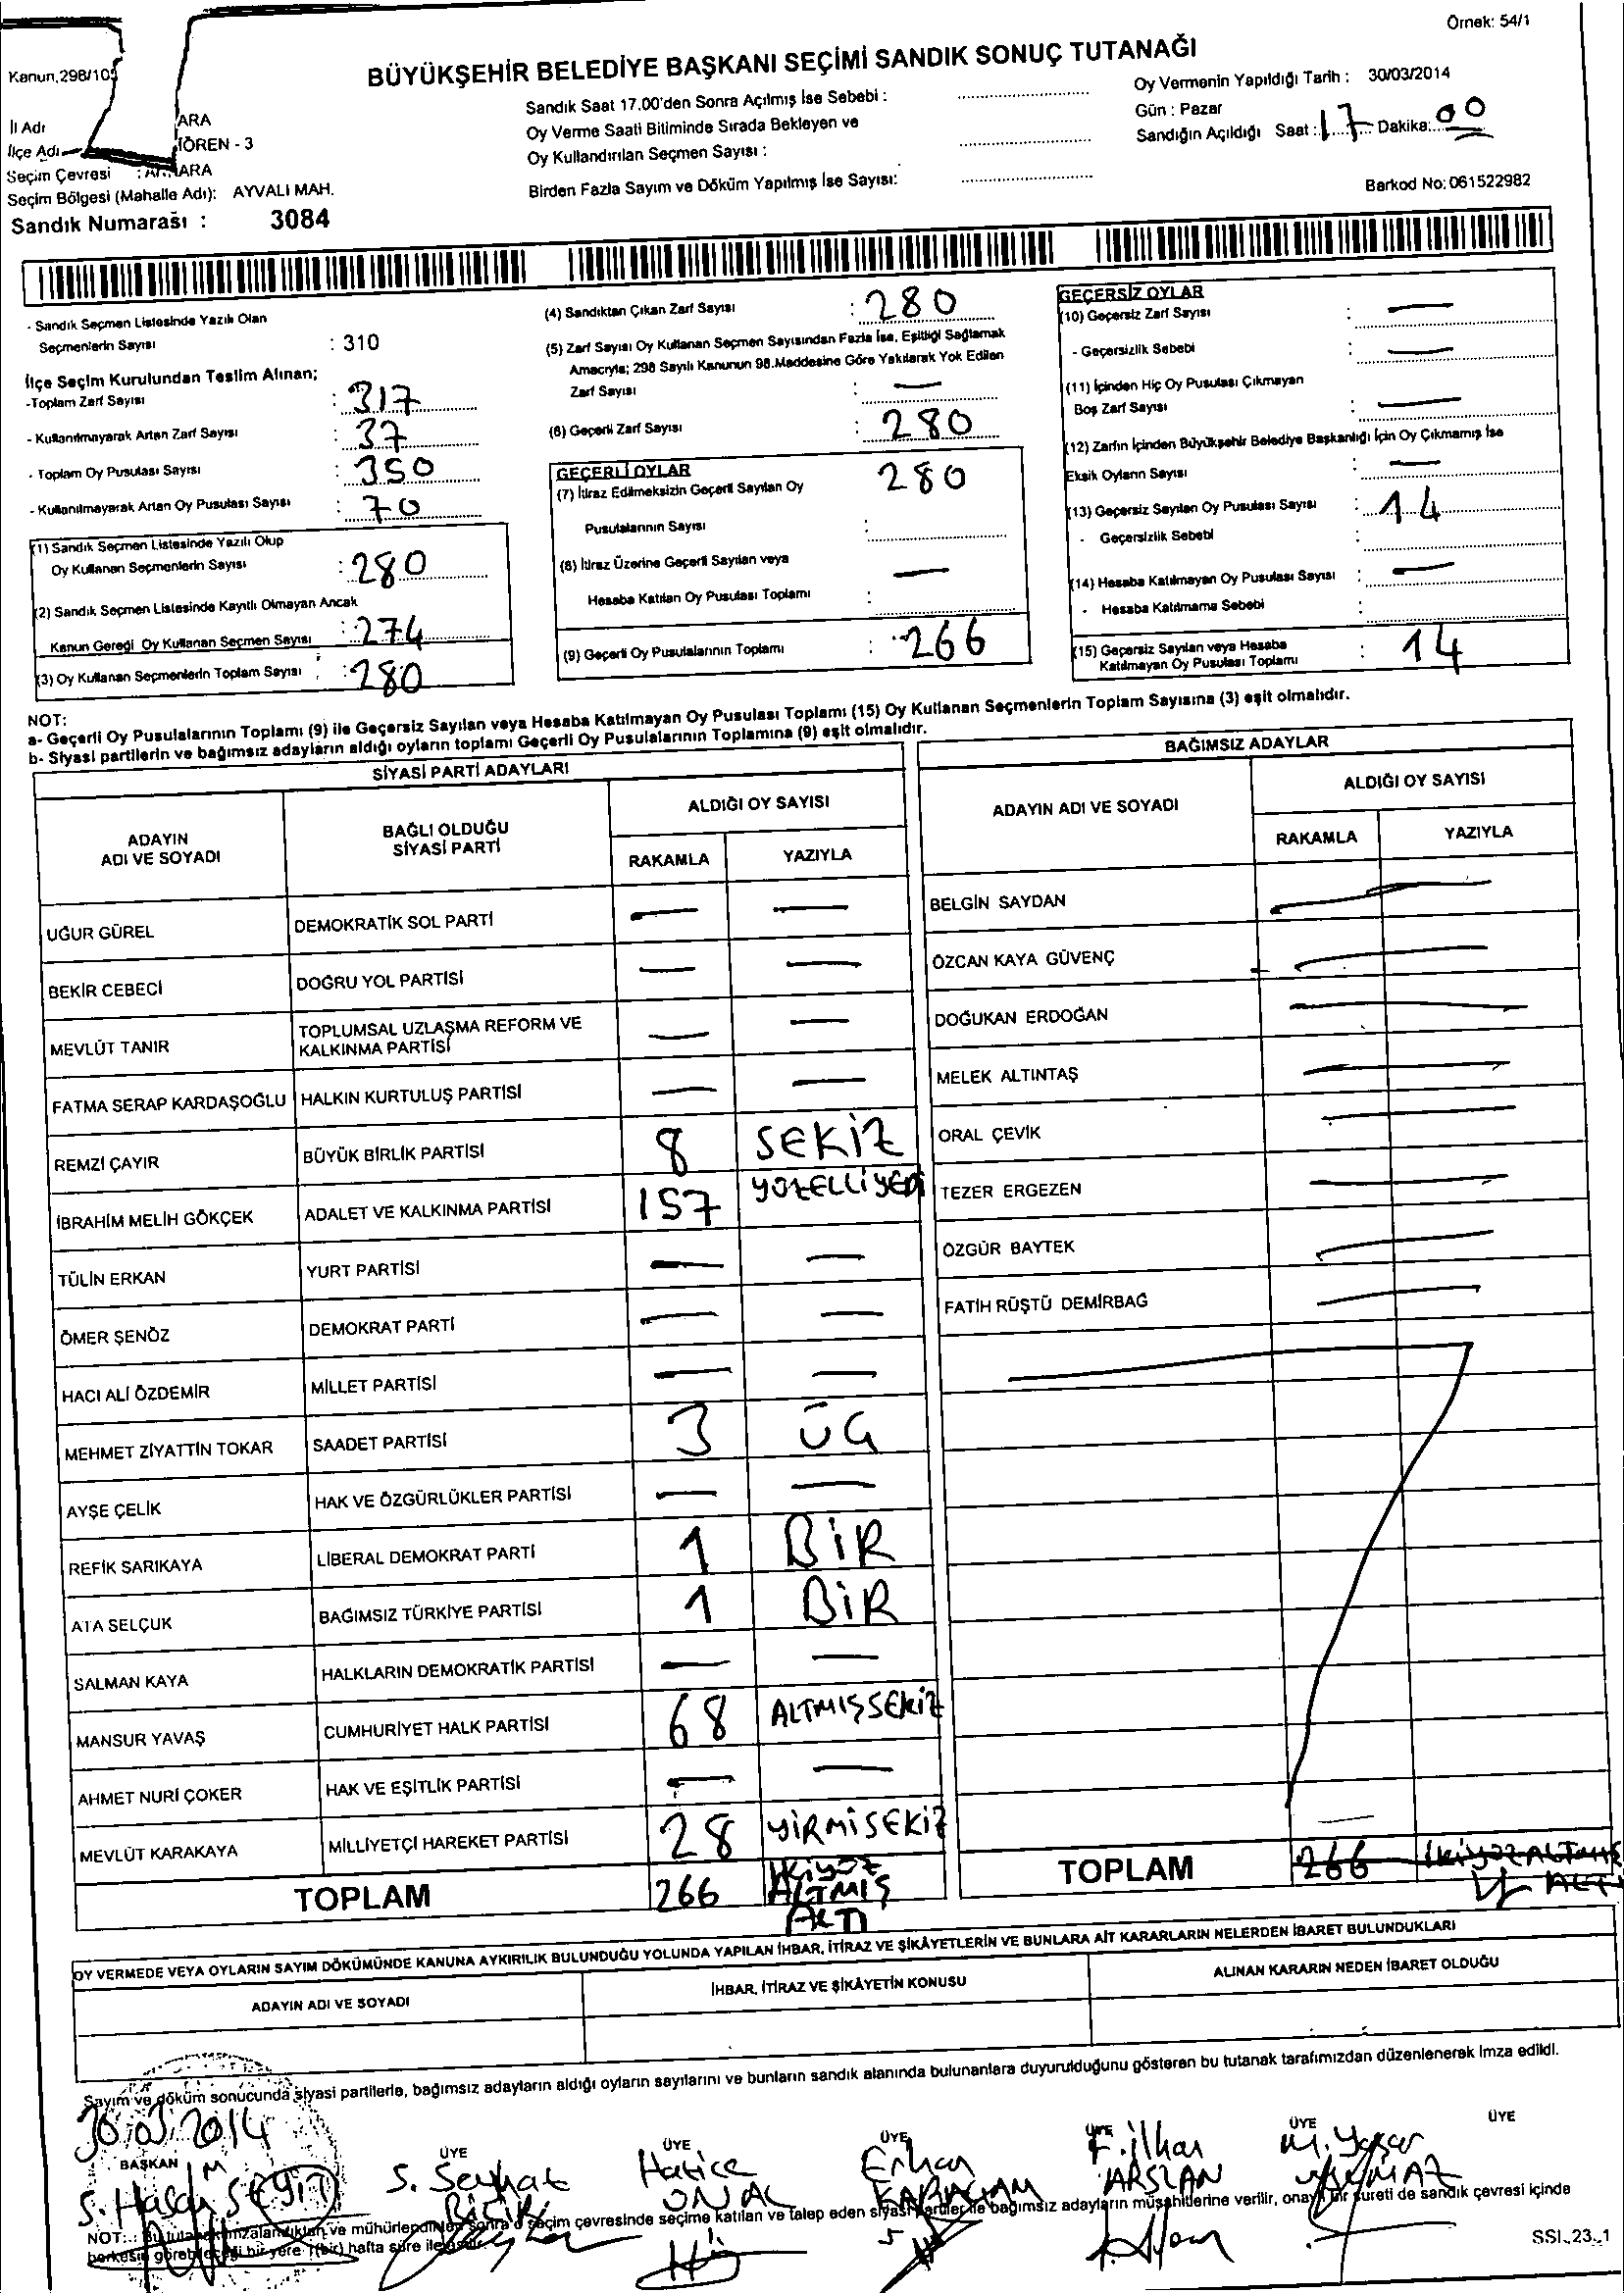 Örnek: 54/1
Kanun,298/105
BÜYÜKŞEHİR BELEDİYE BAŞKANI SEÇİMİ SANDIK SONUÇ TUTANAĞI
Sandık Saat 17.00'den Sonra Açılmış İse Sebebi :
Oy Vermenin Yapıldığı Tarih : 30/03/2014
İl Adı ARA
Oy Verme Saati Bitiminde Sırada Bekleyen ve
Gün : Pazar
İlçe Adı İÖREN - 3
Oy Kullandırılan Seçmen Sayısı :
Sandığın Açıldığı Saat : 17 Dakika: 00
Seçim Çevresi : ARA
Seçim Bölgesi (Mahalle Adı): AYVALI MAH.
Birden Fazla Sayım ve Döküm Yapılmış İse Sayısı:
Barkod No: 061522982
Sandık Numarası : 3084
- Sandık Seçmen Listesinde Yazılı Olan
Seçmenlerin Sayısı : 310
İlçe Seçim Kurulundan Teslim Alınan;
-Toplam Zarf Sayısı : 317
- Kullanılmayarak Artan Zarf Sayısı : 37
- Toplam Oy Pusulası Sayısı : 350
- Kullanılmayarak Artan Oy Pusulası Sayısı : 70
(1) Sandık Seçmen Listesinde Yazılı Olup
Oy Kullanan Seçmenlerin Sayısı : 280
(2) Sandık Seçmen Listesinde Kayıtlı Olmayan Ancak
Kanun Gereği Oy Kullanan Seçmen Sayısı : 274
(3) Oy Kullanan Seçmenlerin Toplam Sayısı : 280
(4) Sandıktan Çıkan Zarf Sayısı : 280
(5) Zarf Sayısı Oy Kullanan Seçmen Sayısından Fazla İse, Eşitliği Sağlamak
Amacıyla; 298 Sayılı Kanunun 98.Maddesine Göre Yakılarak Yok Edilen
Zarf Sayısı : —
(6) Geçerli Zarf Sayısı : 280
GEÇERLİ OYLAR
(7) İtiraz Edilmeksizin Geçerli Sayılan Oy 280
Pusulalarının Sayısı :
(8) İtiraz Üzerine Geçerli Sayılan veya —
Hesaba Katılan Oy Pusulası Toplamı :
(9) Geçerli Oy Pusulalarının Toplamı : 266
GEÇERSİZ OYLAR
(10) Geçersiz Zarf Sayısı : —
- Geçersizlik Sebebi : —
(11) İçinden Hiç Oy Pusulası Çıkmayan
Boş Zarf Sayısı : —
(12) Zarfın İçinden Büyükşehir Belediye Başkanlığı İçin Oy Çıkmamış İse
Eksik Oyların Sayısı : —
(13) Geçersiz Sayılan Oy Pusulası Sayısı : 14
- Geçersizlik Sebebi
(14) Hesaba Katılmayan Oy Pusulası Sayısı : —
- Hesaba Katılmama Sebebi :
(15) Geçersiz Sayılan veya Hesaba
Katılmayan Oy Pusulası Toplamı : 14
NOT:
a- Geçerli Oy Pusulalarının Toplamı (9) ile Geçersiz Sayılan veya Hesaba Katılmayan Oy Pusulası Toplamı (15) Oy Kullanan Seçmenlerin Toplam Sayısına (3) eşit olmalıdır.
b- Siyasi partilerin ve bağımsız adayların aldığı oyların toplamı Geçerli Oy Pusulalarının Toplamına (9) eşit olmalıdır.
SİYASİ PARTİ ADAYLARI
ADAYIN
ADI VE SOYADI
BAĞLI OLDUĞU
SİYASİ PARTİ
ALDIĞI OY SAYISI
RAKAMLA YAZIYLA
UĞUR GÜREL DEMOKRATİK SOL PARTİ — —
BEKİR CEBECİ DOĞRU YOL PARTİSİ — —
MEVLÜT TANIR TOPLUMSAL UZLAŞMA REFORM VE
KALKINMA PARTİSİ — —
FATMA SERAP KARDAŞOĞLU HALKIN KURTULUŞ PARTİSİ — —
REMZİ ÇAYIR BÜYÜK BİRLİK PARTİSİ 8 SEKİZ
İBRAHİM MELİH GÖKÇEK ADALET VE KALKINMA PARTİSİ 157 YÜZELLİYEDİ
TÜLİN ERKAN YURT PARTİSİ — —
ÖMER ŞENÖZ DEMOKRAT PARTİ — —
HACI ALİ ÖZDEMİR MİLLET PARTİSİ — —
MEHMET ZİYATTİN TOKAR SAADET PARTİSİ 3 ÜÇ
AYŞE ÇELİK HAK VE ÖZGÜRLÜKLER PARTİSİ — —
REFİK SARIKAYA LİBERAL DEMOKRAT PARTİ 1 BİR
ATA SELÇUK BAĞIMSIZ TÜRKİYE PARTİSİ 1 BİR
SALMAN KAYA HALKLARIN DEMOKRATİK PARTİSİ — —
MANSUR YAVAŞ CUMHURİYET HALK PARTİSİ 68 ALTMIŞSEKİZ
AHMET NURİ ÇOKER HAK VE EŞİTLİK PARTİSİ — —
MEVLÜT KARAKAYA MİLLİYETÇİ HAREKET PARTİSİ 28 YİRMİSEKİZ
TOPLAM 266 İKİYÜZ
ALTMIŞ
ALTI
BAĞIMSIZ ADAYLAR
ADAYIN ADI VE SOYADI
ALDIĞI OY SAYISI
RAKAMLA YAZIYLA
BELGİN SAYDAN —
ÖZCAN KAYA GÜVENÇ —
DOĞUKAN ERDOĞAN —
MELEK ALTINTAŞ —
ORAL ÇEVİK —
TEZER ERGEZEN —
ÖZGÜR BAYTEK —
FATİH RÜŞTÜ DEMİRBAĞ —
TOPLAM 266 İKİYÜZALTMIŞ
ALTI
OY VERMEDE VEYA OYLARIN SAYIM DÖKÜMÜNDE KANUNA AYKIRILIK BULUNDUĞU YOLUNDA YAPILAN İHBAR, İTİRAZ VE ŞİKÂYETLERİN VE BUNLARA AİT KARARLARIN NELERDEN İBARET BULUNDUKLARI
ADAYIN ADI VE SOYADI İHBAR, İTİRAZ VE ŞİKÂYETİN KONUSU ALINAN KARARIN NEDEN İBARET OLDUĞU
Sayım ve döküm sonucunda siyasi partilerle, bağımsız adayların aldığı oyların sayılarını ve bunların sandık alanında bulunanlara duyurulduğunu gösteren bu tutanak tarafımızdan düzenlenerek imza edildi.
30.03.2014
BAŞKAN ÜYE ÜYE ÜYE ÜYE ÜYE ÜYE
S. Hasan S. Serhat Hatice Erhan F. ilhan M. Yaşar
ÖNAL KARAÇAM ARSLAN YILMAZ
NOT: Bu tutanak imzalandıktan ve mühürlendikten sonra o seçim çevresinde seçime katılan ve talep eden siyasi partiler ile bağımsız adayların müşahitlerine verilir, onaylı bir sureti de sandık çevresi içinde
herkesin görebileceği bir yere 1(bir) hafta süre ile asılır.
SSI_23_1